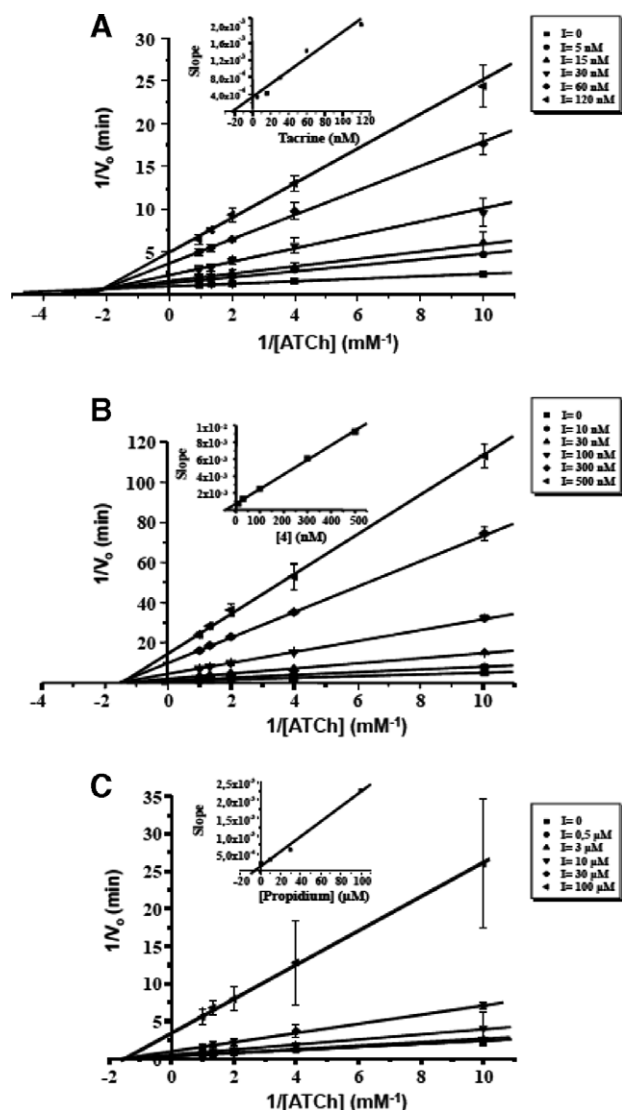 A
1/Vo (min)
30
25
20
15
10
5
-4 -2 0 2 4 6 8 10
1/[ATCh] (mM-1)
Slope
2,0x10-3
1,6x10-3
1,2x10-3
8,0x10-4
4,0x10-4
-20 0 20 40 60 80 100 120
Tacrine (nM)
I= 0
I= 5 nM
I= 15 nM
I= 30 nM
I= 60 nM
I= 120 nM
B
1/Vo (min)
120
100
80
60
40
20
-4 -2 0 2 4 6 8 10
1/[ATCh] (mM-1)
Slope
1x10-2
8x10-3
6x10-3
4x10-3
2x10-3
0 100 200 300 400 500
[4] (nM)
I= 0
I= 10 nM
I= 30 nM
I= 100 nM
I= 300 nM
I= 500 nM
C
1/Vo (min)
35
30
25
20
15
10
5
0
-2 0 2 4 6 8 10
1/[ATCh] (mM-1)
Slope
2,5x10-3
2,0x10-3
1,5x10-3
1,0x10-3
5,0x10-4
-20 0 20 40 60 80 100
[Propidium] (µM)
I= 0
I= 0,5 µM
I= 3 µM
I= 10 µM
I= 30 µM
I= 100 µM